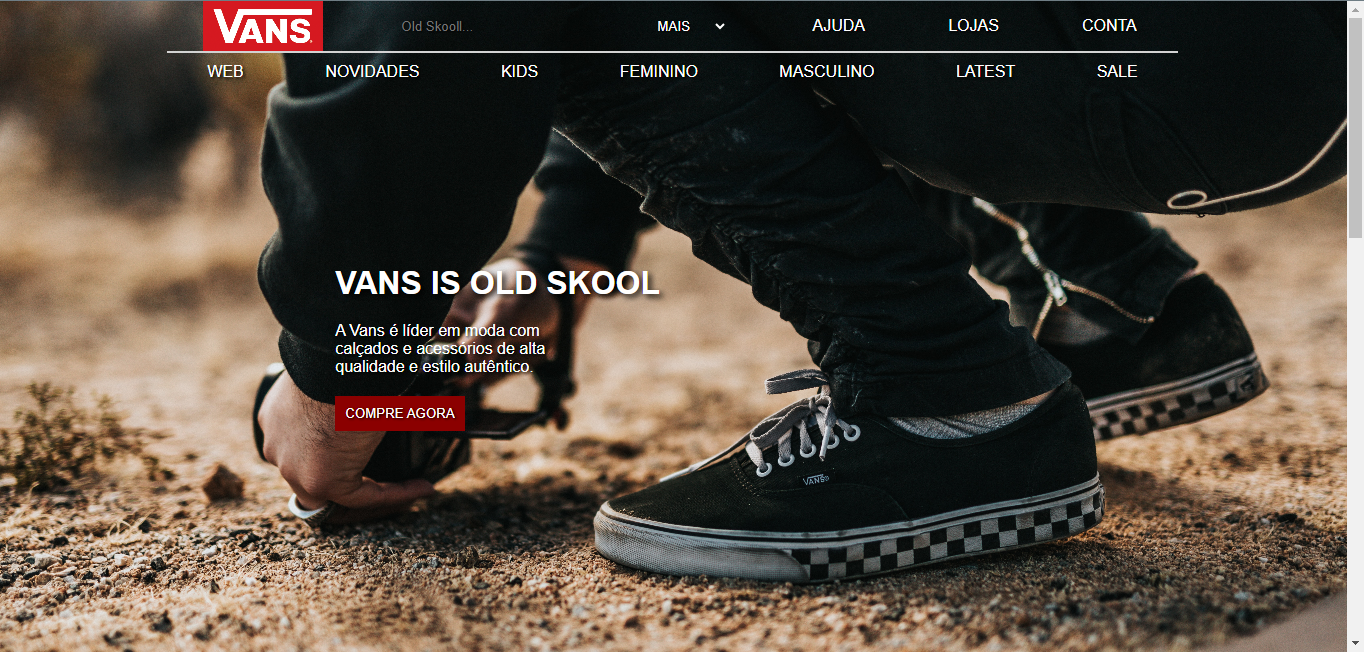 VANS
Old Skooll...
MAIS
AJUDA
LOJAS
CONTA
WEB
NOVIDADES
KIDS
FEMININO
MASCULINO
LATEST
SALE
VANS IS OLD SKOOL
A Vans é líder em moda com
calçados e acessórios de alta
qualidade e estilo autêntico.
COMPRE AGORA
VANS